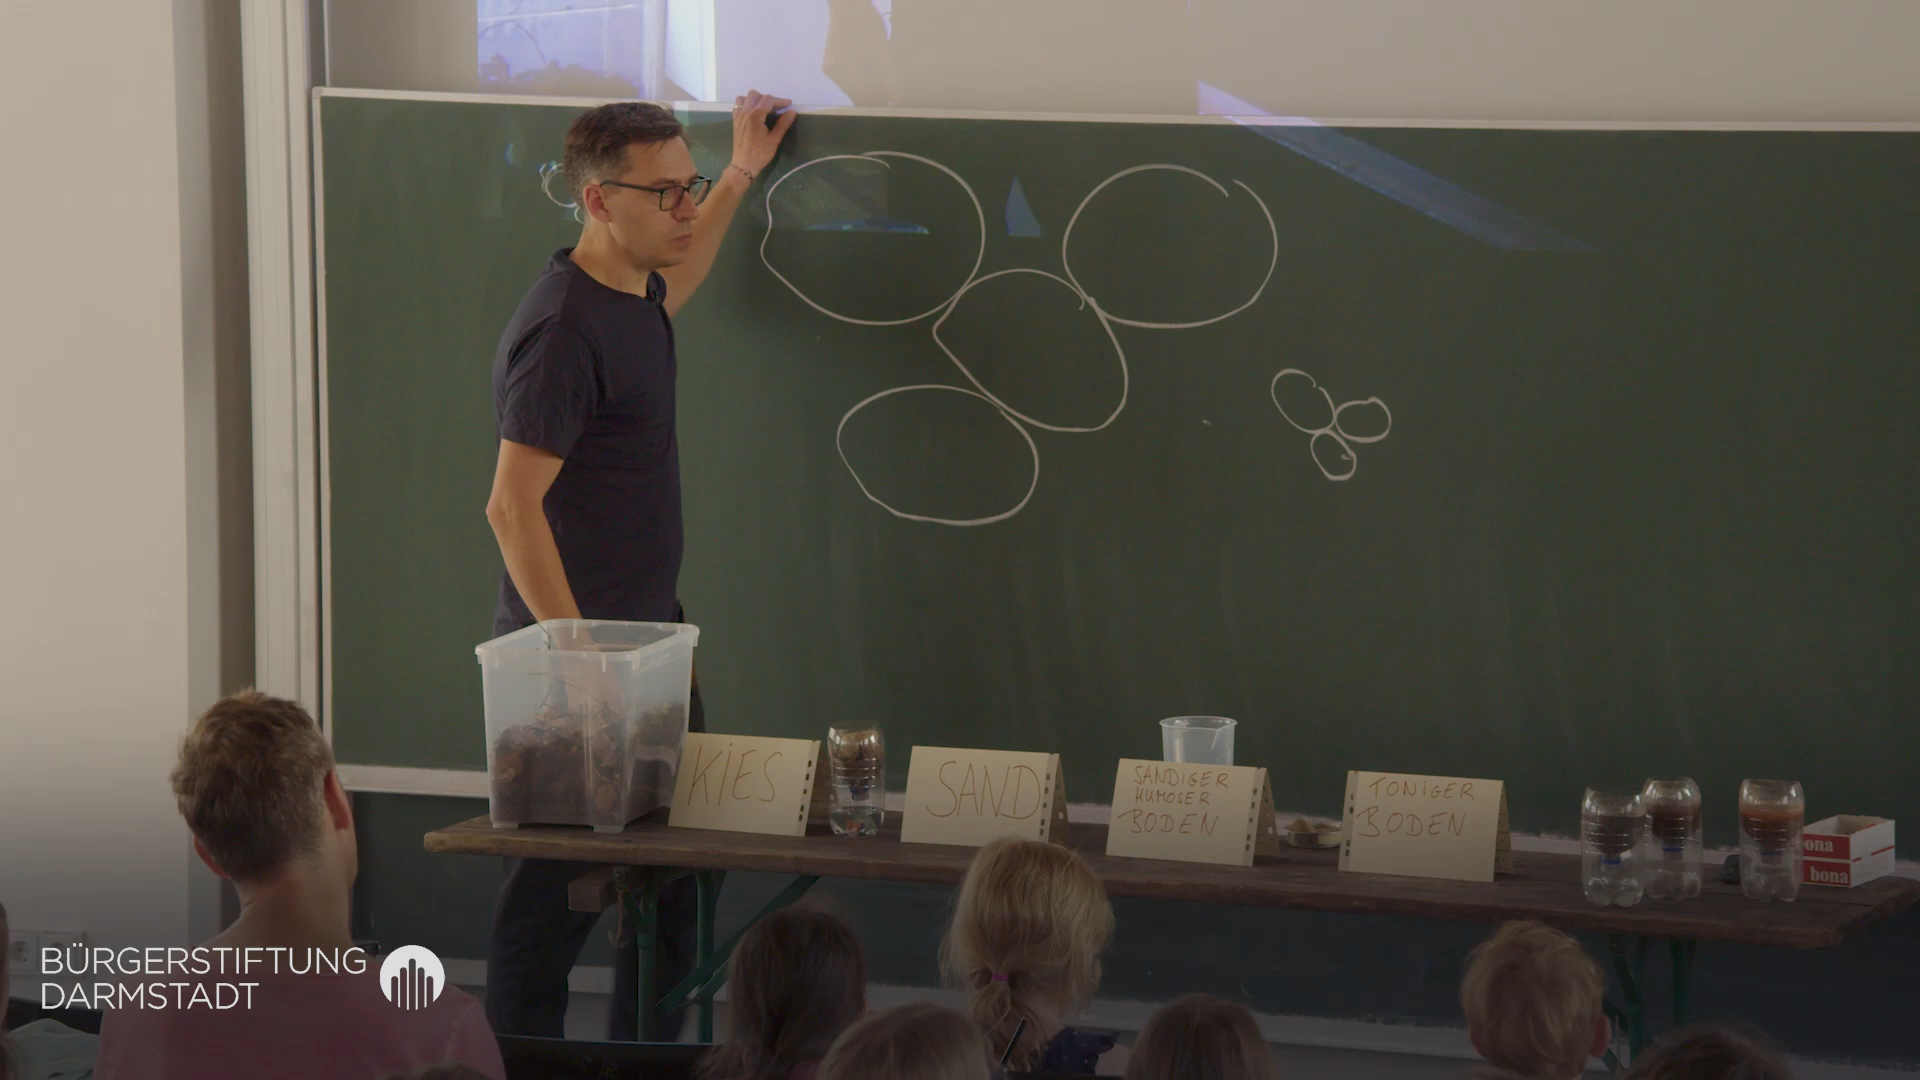 KIES
SAND
SANDIGER
HUMOSER
BODEN
TONIGER
BODEN
bona
bona
BÜRGERSTIFTUNG
DARMSTADT